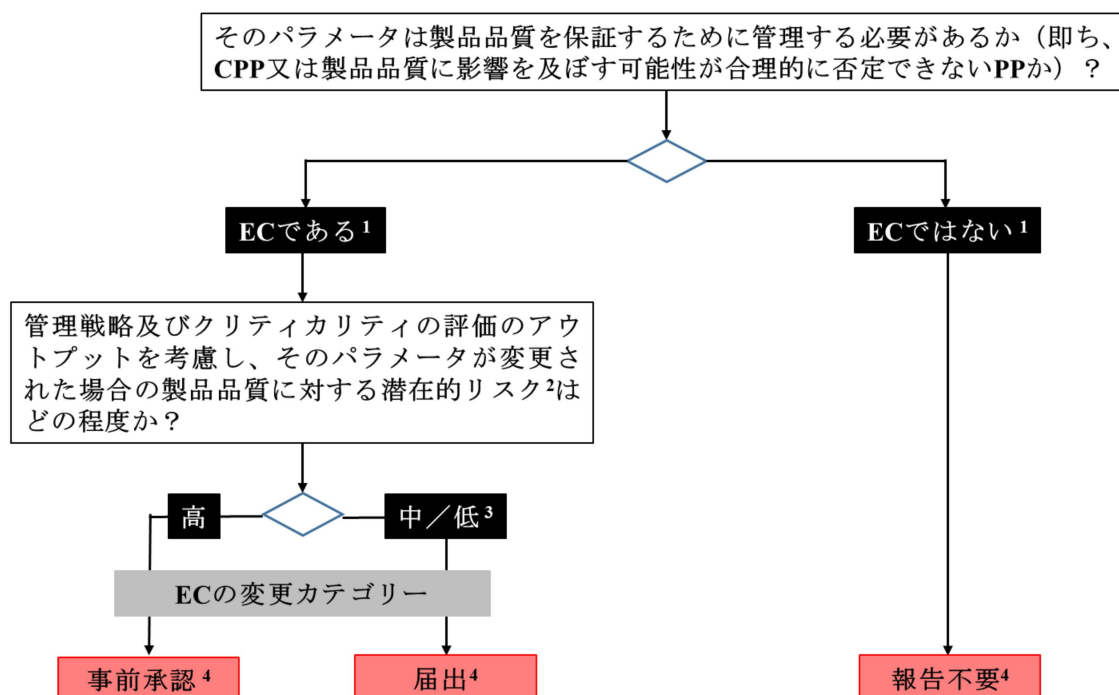 そのパラメータは製品品質を保証するために管理する必要があるか（即ち、
CPP又は製品品質に影響を及ぼす可能性が合理的に否定できないPPか）？
ECである¹
ECではない¹
管理戦略及びクリティカリティの評価のアウ
トプットを考慮し、そのパラメータが変更さ
れた場合の製品品質に対する潜在的リスク²は
どの程度か？
高
中／低³
ECの変更カテゴリー
事前承認⁴
届出⁴
報告不要⁴